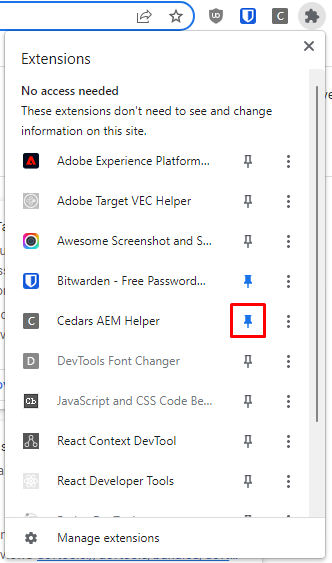 C
Extensions
No access needed
These extensions don't need to see and change
information on this site.
Adobe Experience Platform...
Adobe Target VEC Helper
Awesome Screenshot and S...
Bitwarden - Free Password...
C Cedars AEM Helper
D DevTools Font Changer
Cb JavaScript and CSS Code Be...
React Context DevTool
React Developer Tools
Manage extensions